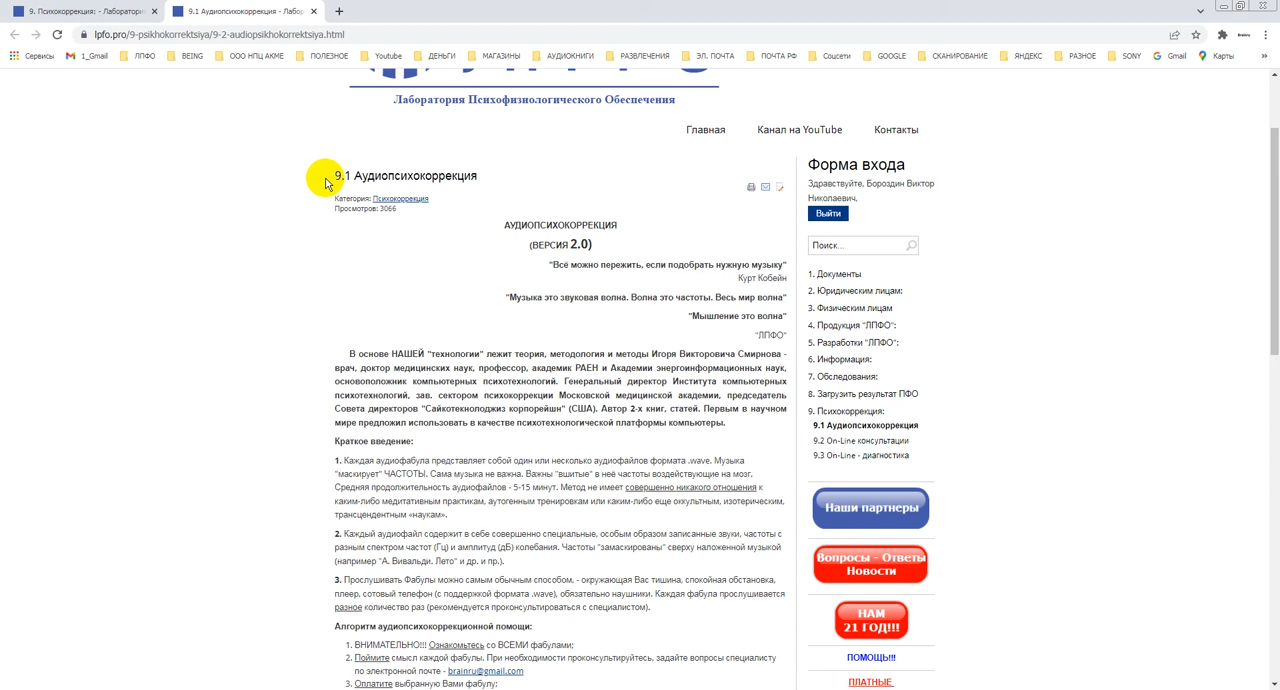 9. Психокоррекция: - Лаборатори
9.1 Аудиопсихокоррекция - Лабор
lpfo.pro/9-psikhokorrektsiya/9-2-audiopsikhokorrektsiya.html
Сервисы 1_Gmail ЛПФО BEING ООО НПЦ АКМЕ ПОЛЕЗНОЕ Youtube ДЕНЬГИ МАГАЗИНЫ АУДИОКНИГИ РАЗВЛЕЧЕНИЯ ЭЛ. ПОЧТА ПОЧТА РФ Соцсети GOOGLE СКАНИРОВАНИЕ ЯНДЕКС РАЗНОЕ SONY Gmail Карты »
Лаборатория Психофизиологического Обеспечения
Главная Канал на YouTube Контакты
9.1 Аудиопсихокоррекция
Категория: Психокоррекция
Просмотров: 3066
АУДИОПСИХОКОРРЕКЦИЯ
(ВЕРСИЯ 2.0)
"Всё можно пережить, если подобрать нужную музыку"
Курт Кобейн
"Музыка это звуковая волна. Волна это частоты. Весь мир волна"
"Мышление это волна"
"ЛПФО"
В основе НАШЕЙ "технологии" лежит теория, методология и методы Игоря Викторовича Смирнова -
врач, доктор медицинских наук, профессор, академик РАЕН и Академии энергоинформационных наук,
основоположник компьютерных психотехнологий. Генеральный директор Института компьютерных
психотехнологий, зав. сектором психокоррекции Московской медицинской академии, председатель
Совета директоров "Сайкотекнолоджиз корпорейшн" (США). Автор 2-х книг, статей. Первым в научном
мире предложил использовать в качестве психотехнологической платформы компьютеры.
Краткое введение:
1. Каждая аудиофабула представляет собой один или несколько аудиофайлов формата .wave. Музыка
"маскирует" ЧАСТОТЫ. Сама музыка не важна. Важны "вшитые" в неё частоты воздействующие на мозг.
Средняя продолжительность аудиофайлов - 5-15 минут. Метод не имеет совершенно никакого отношения к
каким-либо медитативным практикам, аутогенным тренировкам или каким-либо еще оккультным, изотерическим,
трансцендентным «наукам».
2. Каждый аудиофайл содержит в себе совершенно специальные, особым образом записанные звуки, частоты с
разным спектром частот (Гц) и амплитуд (дБ) колебания. Частоты "замаскированы" сверху наложенной музыкой
(например "А. Вивальди. Лето" и др. и пр.).
3. Прослушивать Фабулы можно самым обычным способом, - окружающая Вас тишина, спокойная обстановка,
плеер, сотовый телефон (с поддержкой формата .wave), обязательно наушники. Каждая фабула прослушивается
разное количество раз (рекомендуется проконсультироваться с специалистом).
Алгоритм аудиопсихокоррекционной помощи:
1. ВНИМАТЕЛЬНО!!! Ознакомьтесь со ВСЕМИ фабулами;
2. Поймите смысл каждой фабулы. При необходимости проконсультируйтесь, задайте вопросы специалисту
по электронной почте - brainru@gmail.com
3. Оплатите выбранную Вами фабулу;
Форма входа
Здравствуйте, Бороздин Виктор
Николаевич,
Выйти
Поиск...
1. Документы
2. Юридическим лицам:
3. Физическим лицам
4. Продукция "ЛПФО":
5. Разработки "ЛПФО":
6. Информация:
7. Обследования:
8. Загрузить результат ПФО
9. Психокоррекция:
9.1 Аудиопсихокоррекция
9.2 On-Line консультации
9.3 On-Line - диагностика
Наши партнеры
Вопросы - Ответы
Новости
НАМ
21 ГОД!!!
ПОМОЩЬ!!!
ПЛАТНЫЕ